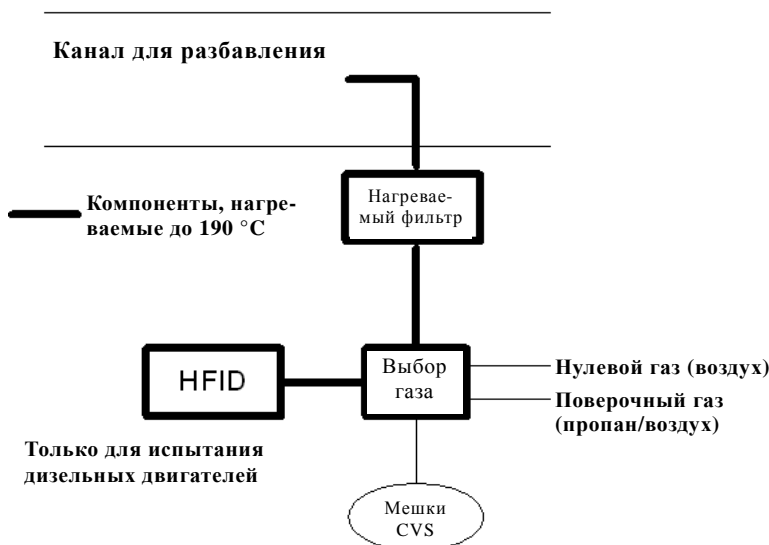 Канал для разбавления
Нагревае-
мый фильтр
Компоненты, нагре-
ваемые до 190 °C
HFID
Выбор
газа
Нулевой газ (воздух)
Поверочный газ
(пропан/воздух)
Только для испытания
дизельных двигателей
Мешки
CVS